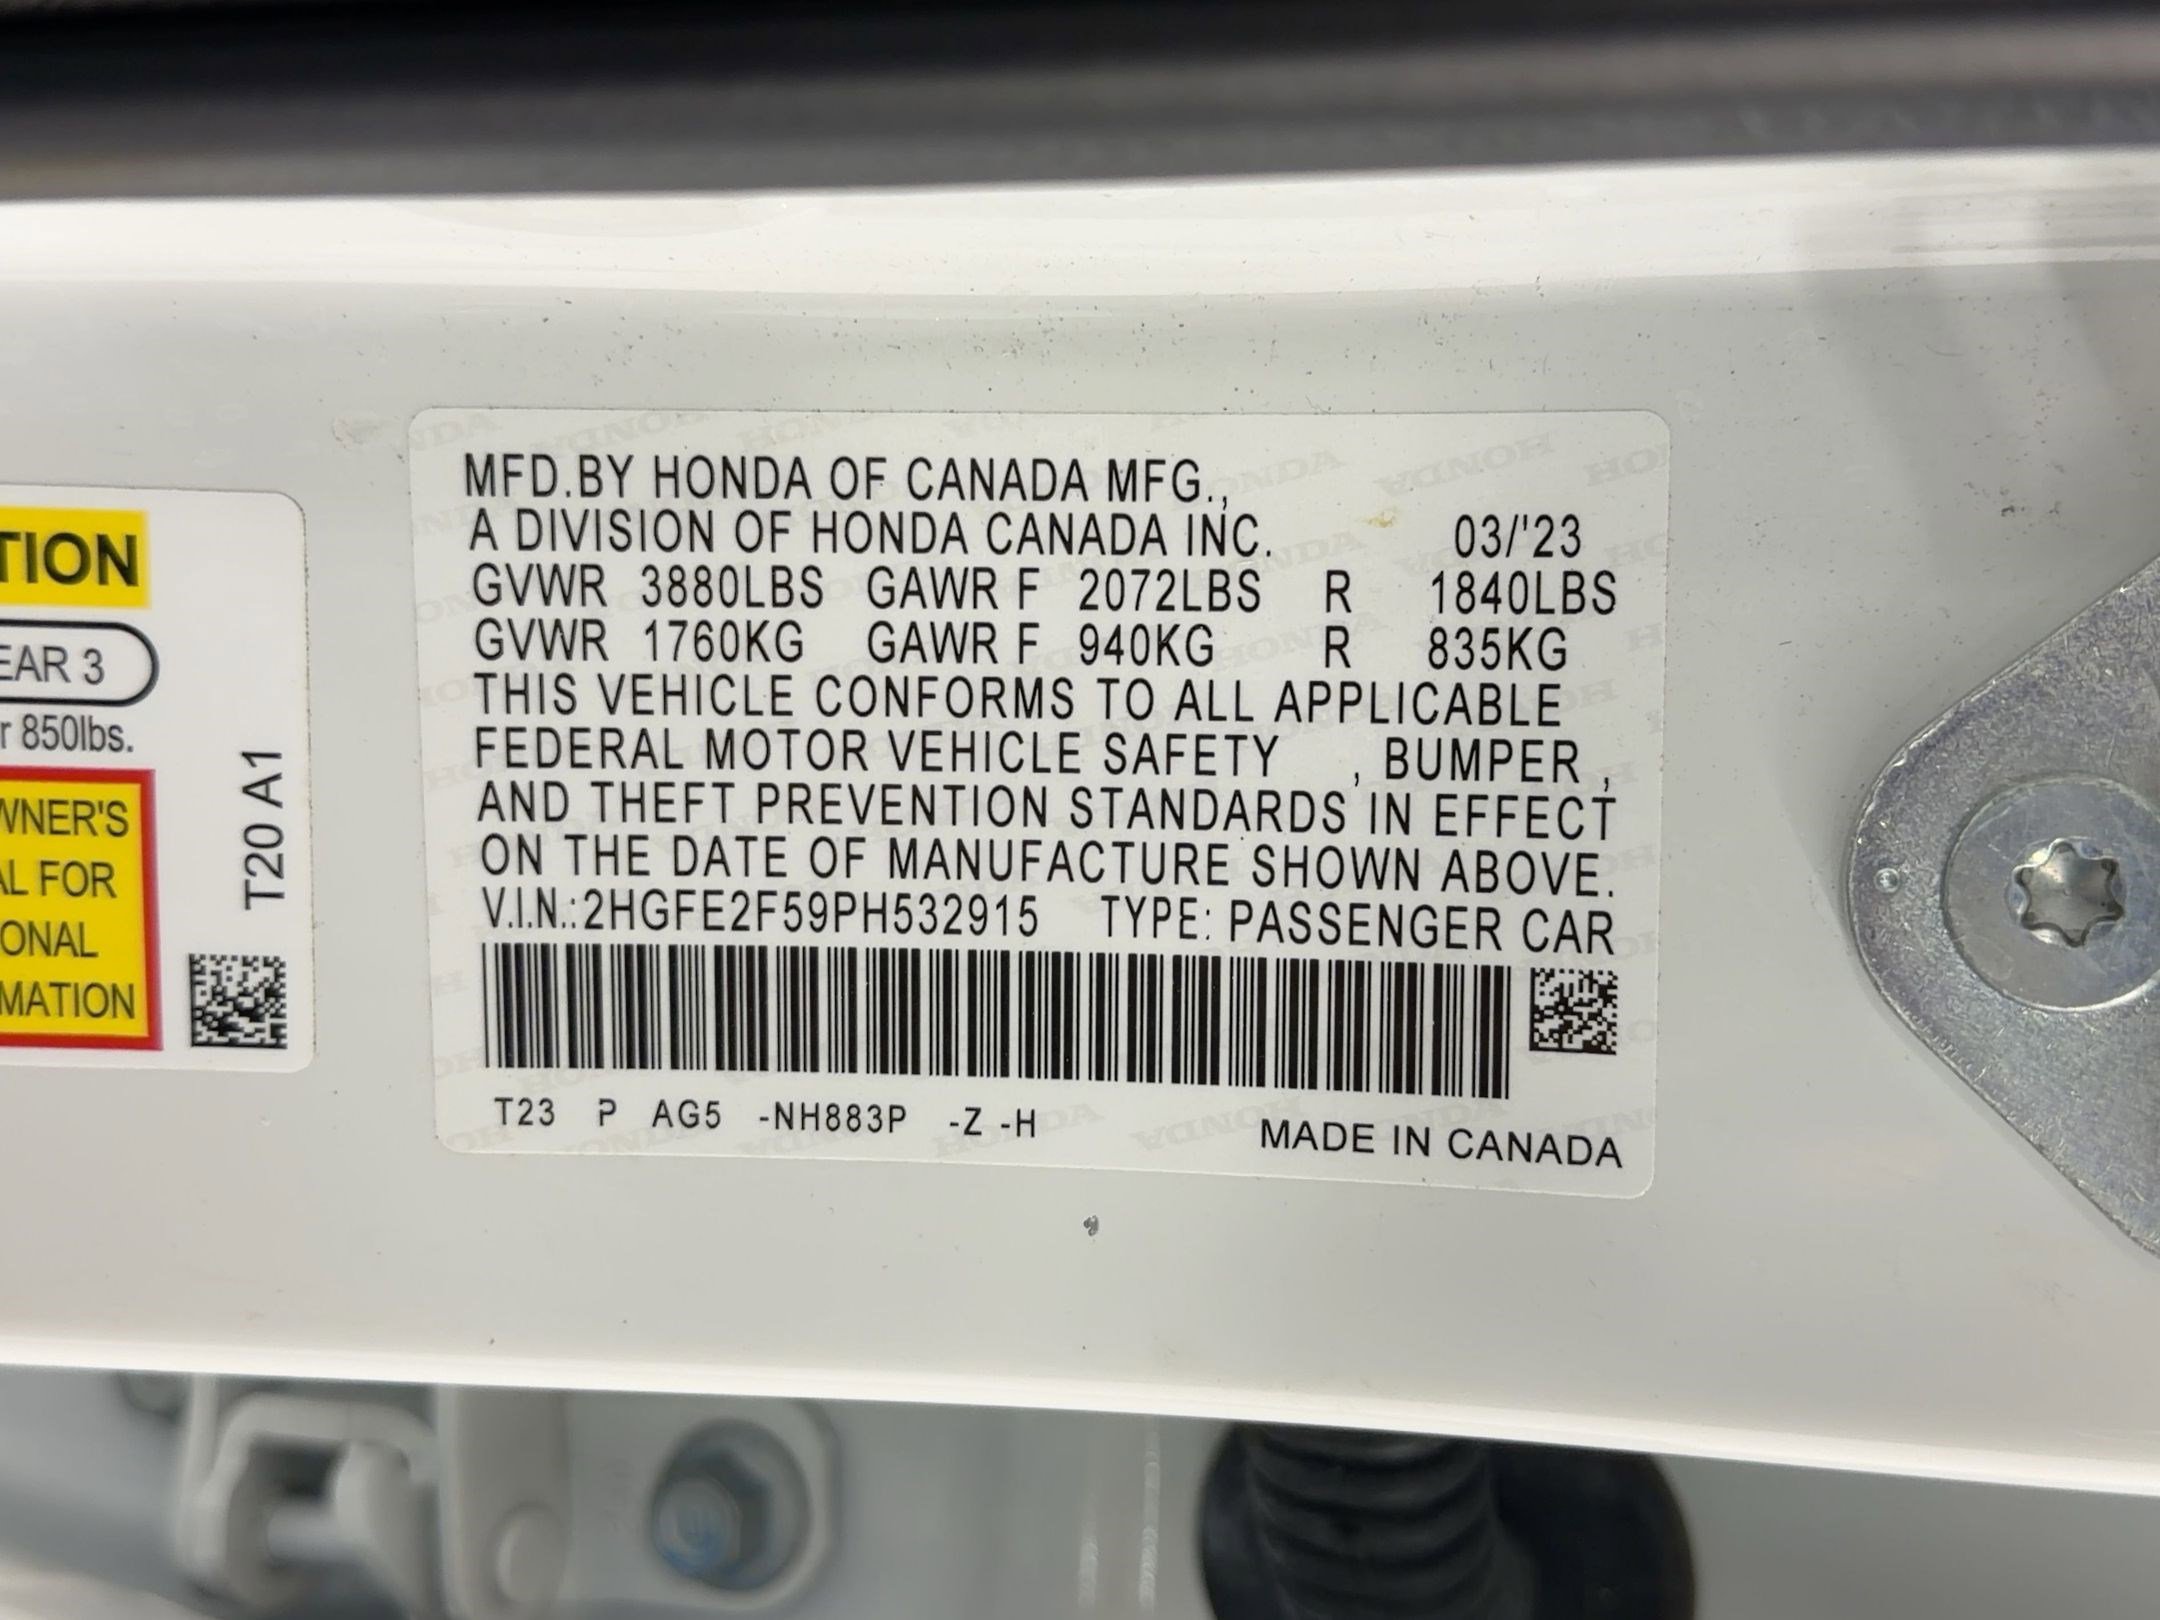 TION
EAR 3
r 850lbs.
WNER'S
AL FOR
ONAL
MATION
T20 A1
MFD.BY HONDA OF CANADA MFG.,
A DIVISION OF HONDA CANADA INC. 03/'23
GVWR 3880LBS GAWR F 2072LBS R 1840LBS
GVWR 1760KG GAWR F 940KG R 835KG
THIS VEHICLE CONFORMS TO ALL APPLICABLE
FEDERAL MOTOR VEHICLE SAFETY , BUMPER ,
AND THEFT PREVENTION STANDARDS IN EFFECT
ON THE DATE OF MANUFACTURE SHOWN ABOVE.
V.I.N.:2HGFE2F59PH532915 TYPE: PASSENGER CAR
T23 P AG5 -NH883P -Z -H
MADE IN CANADA